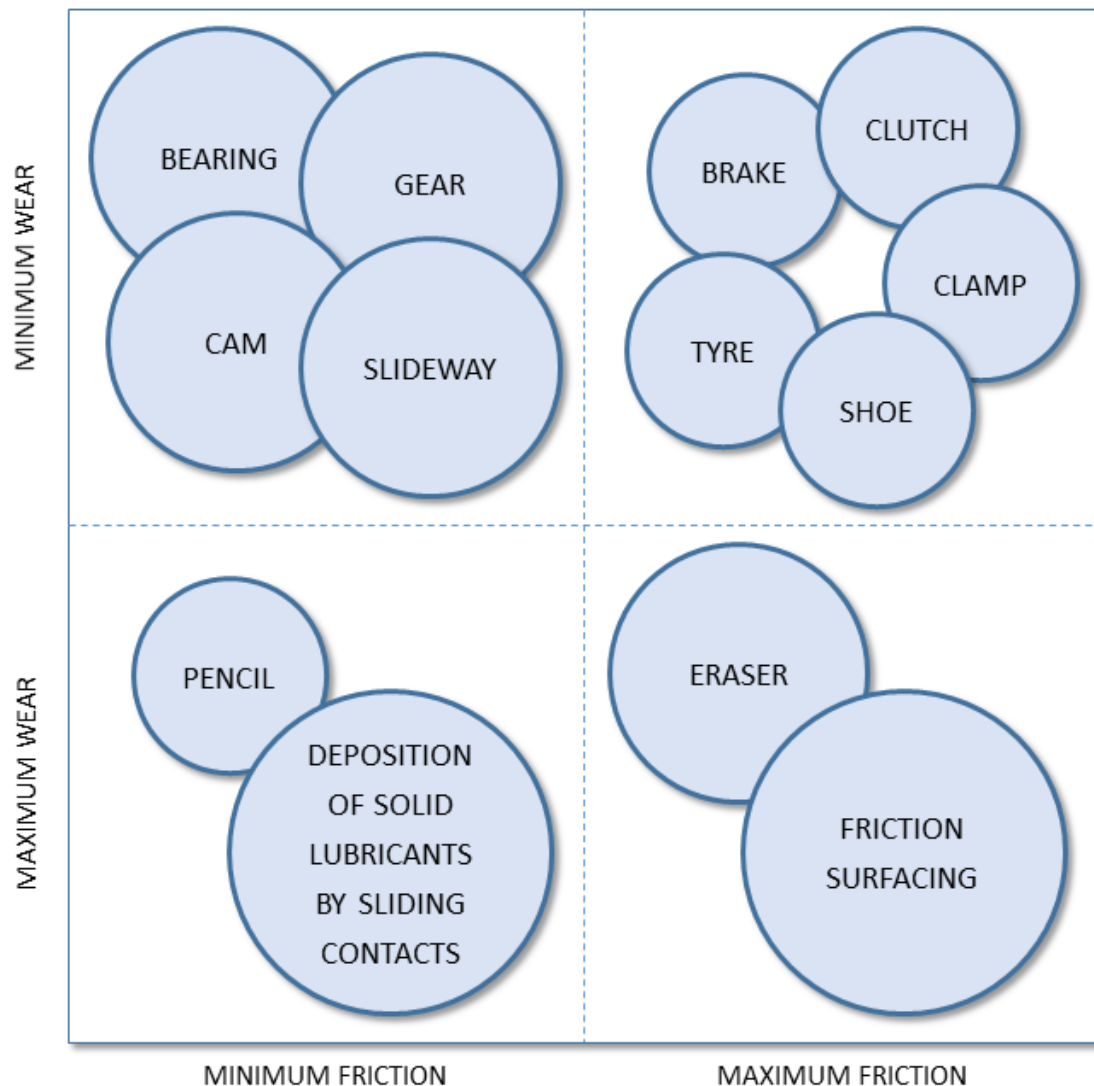 MINIMUM WEAR
BEARING
GEAR
CAM
SLIDEWAY
BRAKE
CLUTCH
CLAMP
TYRE
SHOE
MAXIMUM WEAR
PENCIL
DEPOSITION
OF SOLID
LUBRICANTS
BY SLIDING
CONTACTS
ERASER
FRICTION
SURFACING
MINIMUM FRICTION
MAXIMUM FRICTION